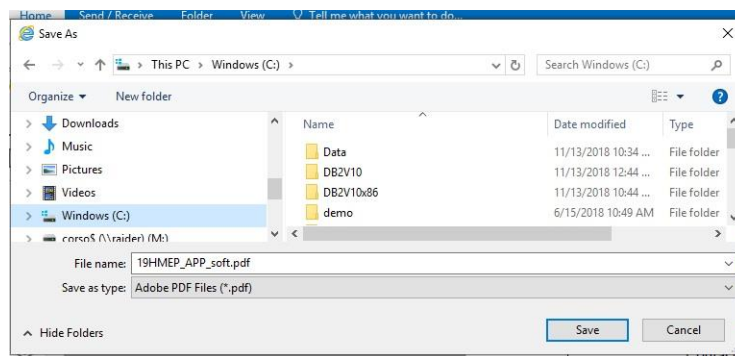 Home Send / Receive Folder View Tell me what you want to do...
Save As
This PC > Windows (C:) >
Search Windows (C:)
Organize
New folder
Downloads
Music
Pictures
Videos
Windows (C:)
corso$ (\\raider) (M:)
Name Date modified Type
Data 11/13/2018 10:34 ... File folder
DB2V10 11/13/2018 12:44 ... File folder
DB2V10x86 11/13/2018 10:44 ... File folder
demo 6/15/2018 10:49 AM File folder
File name: 19HMEP_APP_soft.pdf
Save as type: Adobe PDF Files (*.pdf)
Hide Folders
Save
Cancel